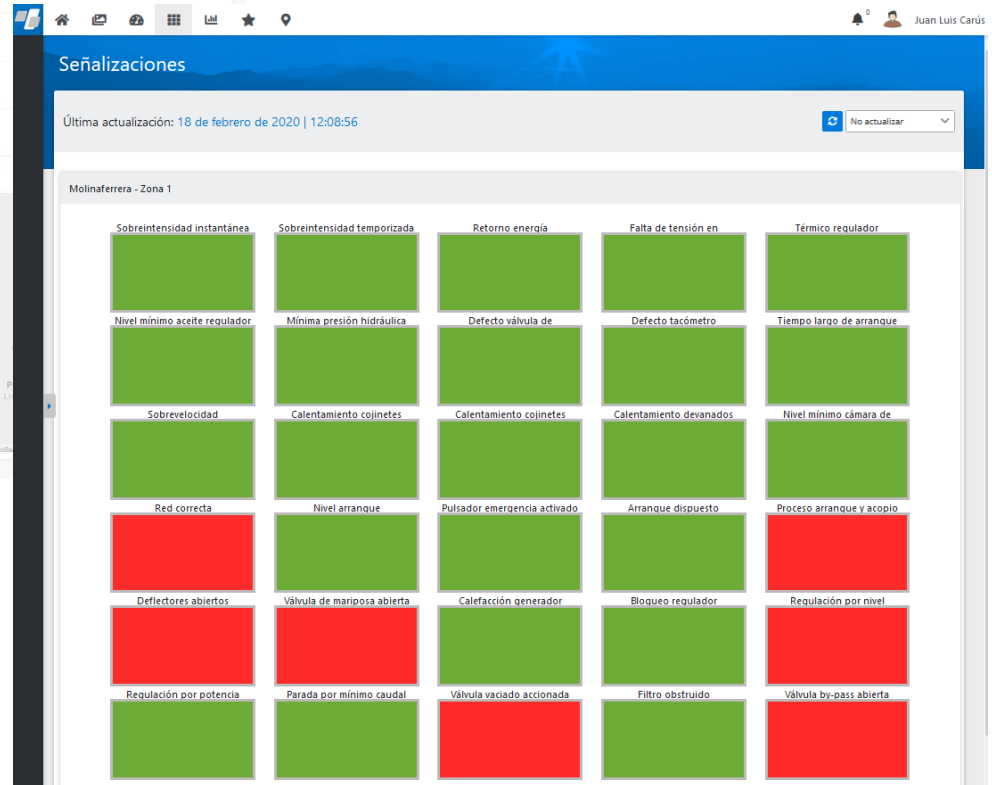 0
Juan Luis Carús
Señalizaciones
Última actualización: 18 de febrero de 2020 | 12:08:56
No actualizar
Molinaferrera - Zona 1
Sobreintensidad instantánea Sobreintensidad temporizada Retorno energía Falta de tensión en Térmico regulador
Nivel mínimo aceite regulador Mínima presión hidráulica Defecto válvula de Defecto tacómetro Tiempo largo de arranque
Sobrevelocidad Calentamiento cojinetes Calentamiento cojinetes Calentamiento devanados Nivel mínimo cámara de
Red correcta Nivel arranque Pulsador emergencia activado Arranque dispuesto Proceso arranque y acopio
Deflectores abiertos Válvula de mariposa abierta Calefacción generador Bloqueo regulador Regulación por nivel
Regulación por potencia Parada por mínimo caudal Válvula vaciado accionada Filtro obstruido Válvula by-pass abierta